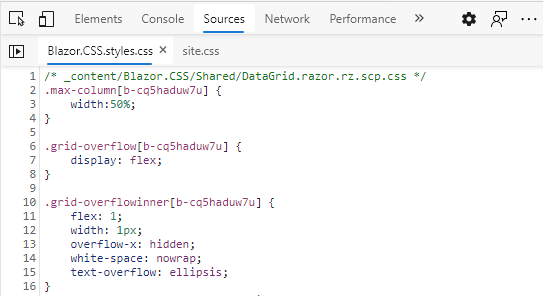 Elements Console Sources Network Performance »
Blazor.CSS.styles.css × site.css
1 /* _content/Blazor.CSS/Shared/DataGrid.razor.rz.scp.css */
2 .max-column[b-cq5haduw7u] {
3     width:50%;
4 }
5
6 .grid-overflow[b-cq5haduw7u] {
7     display: flex;
8 }
9
10 .grid-overflowinner[b-cq5haduw7u] {
11     flex: 1;
12     width: 1px;
13     overflow-x: hidden;
14     white-space: nowrap;
15     text-overflow: ellipsis;
16 }